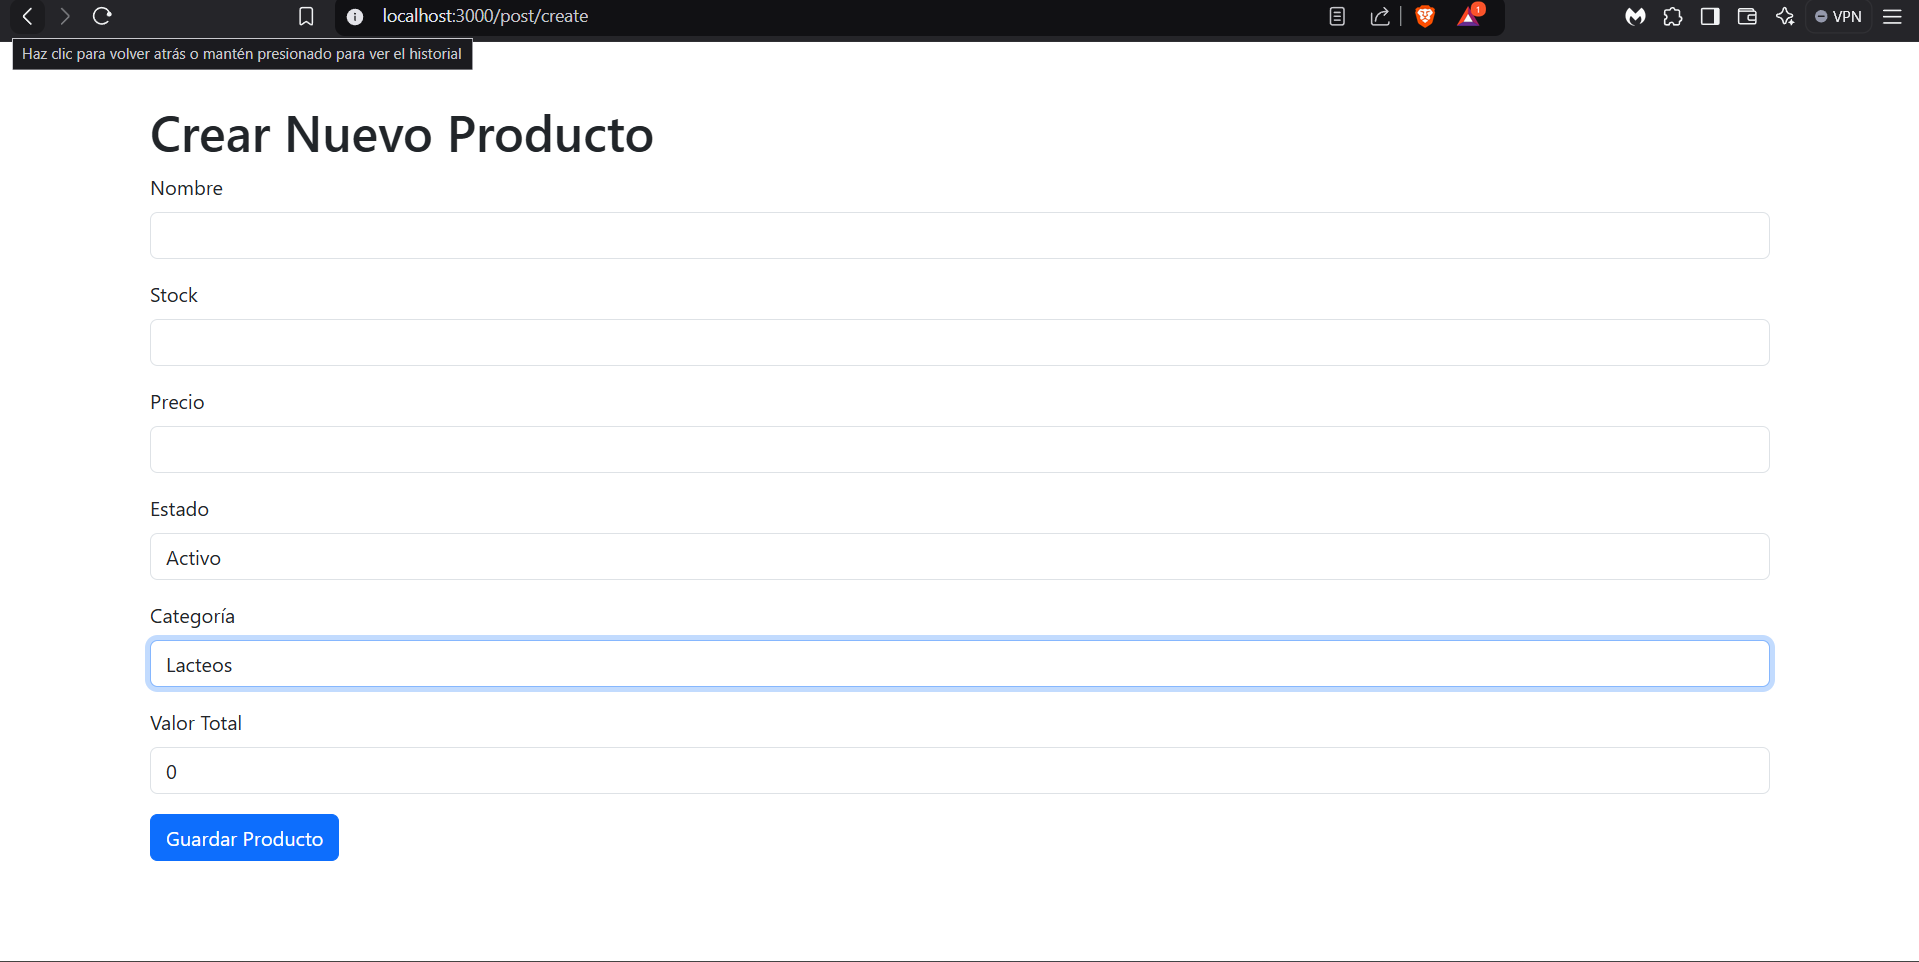 localhost:3000/post/create
1
VPN
Haz clic para volver atrás o mantén presionado para ver el historial
Crear Nuevo Producto
Nombre
Stock
Precio
Estado
Activo
Categoría
Lacteos
Valor Total
0
Guardar Producto